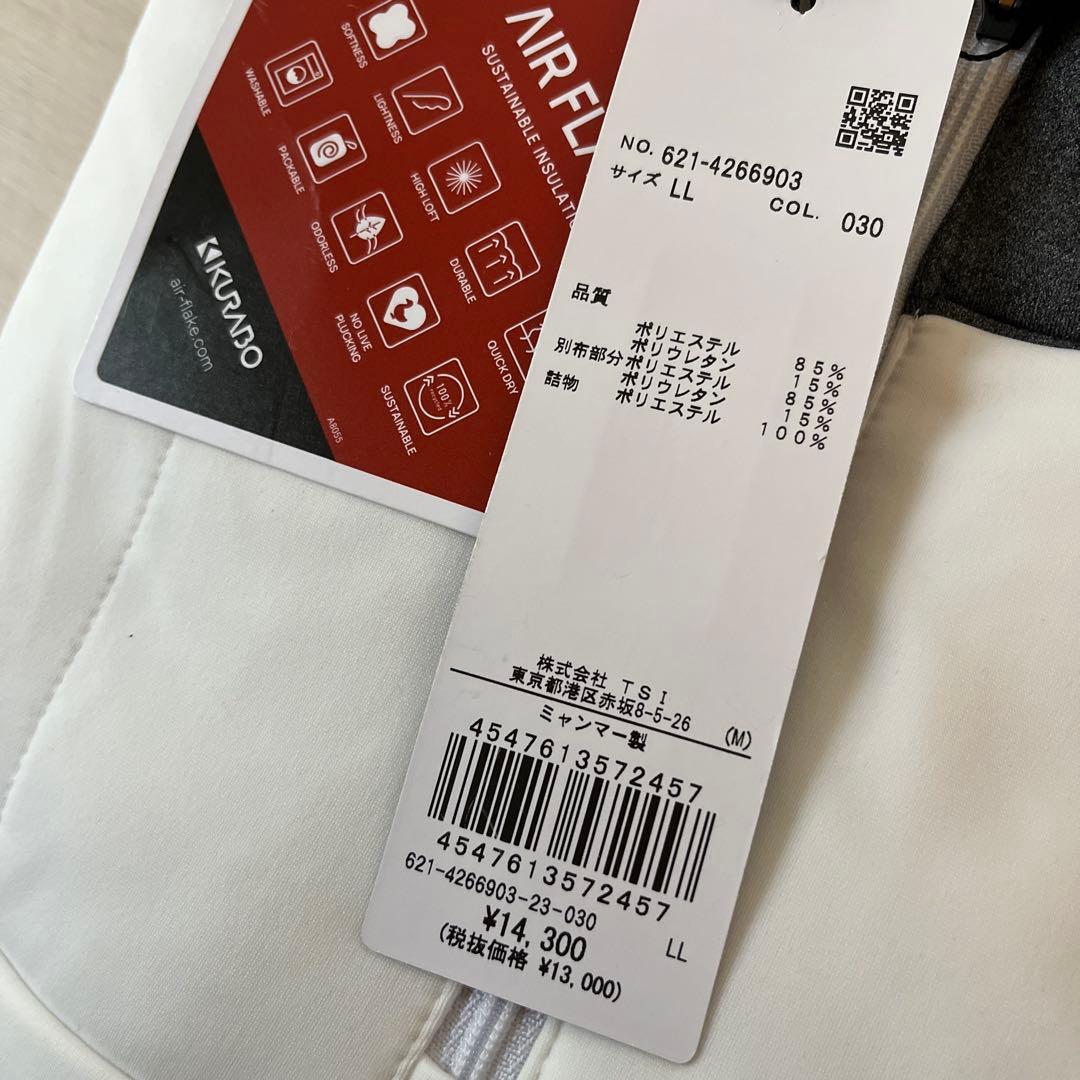 AIR FLA
SUSTAINABLE INSULATIO
SOFTNESS
WASHABLE
LIGHTNESS
PACKABLE
HIGH LOFT
ODORLESS
DURABLE
NO LIVE
PLUCKING
QUICK DRY
100%
SUSTAINABLE
KURABO
air-flake.com
A8055
NO. 621-4266903
サイズ LL COL. 030
品質
ポリエステル 85%
ポリウレタン 15%
別布部分 ポリエステル 85%
ポリウレタン 15%
詰物 ポリエステル 100%
株式会社 TSI
東京都港区赤坂8-5-26 (M)
ミャンマー製
4547613572457
4547613572457
621-4266903-23-030
¥14,300 LL
(税抜価格 ¥13,000)